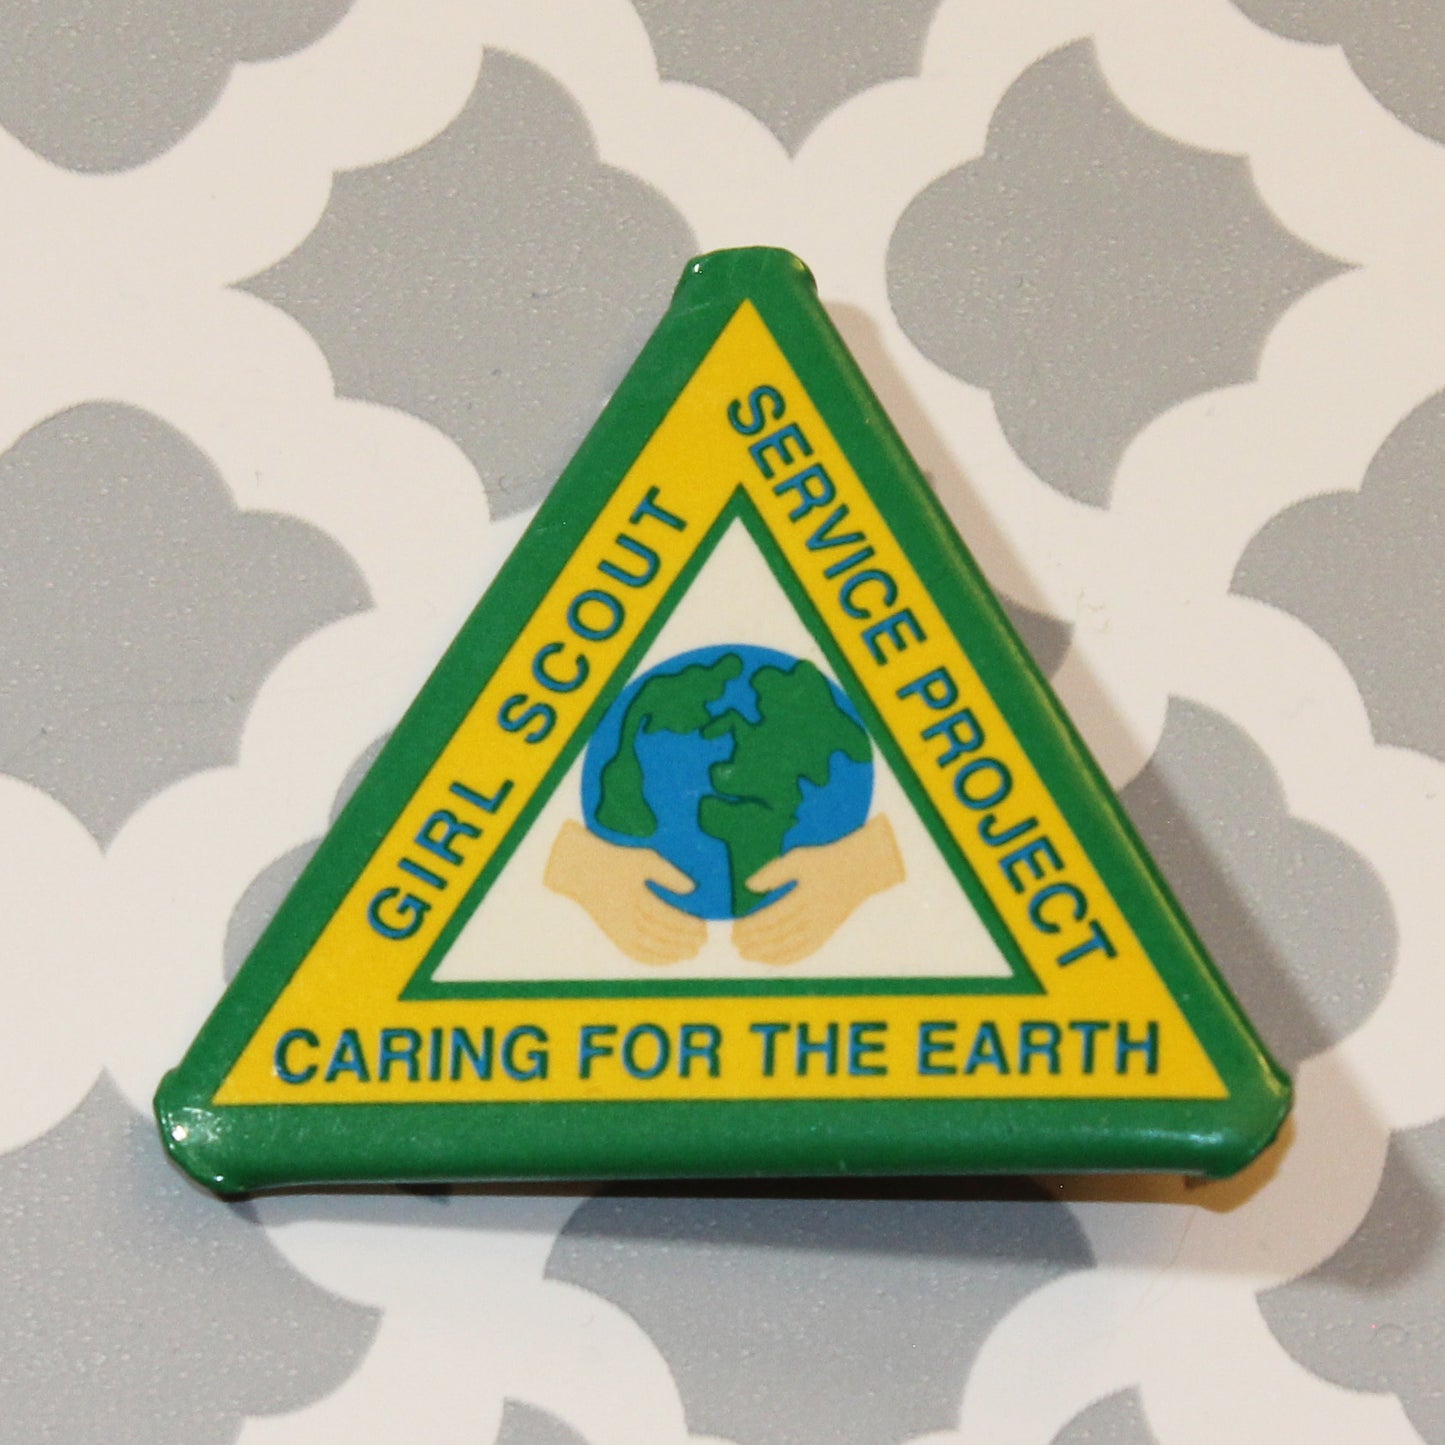 GIRL SCOUT
SERVICE PROJECT
CARING FOR THE EARTH